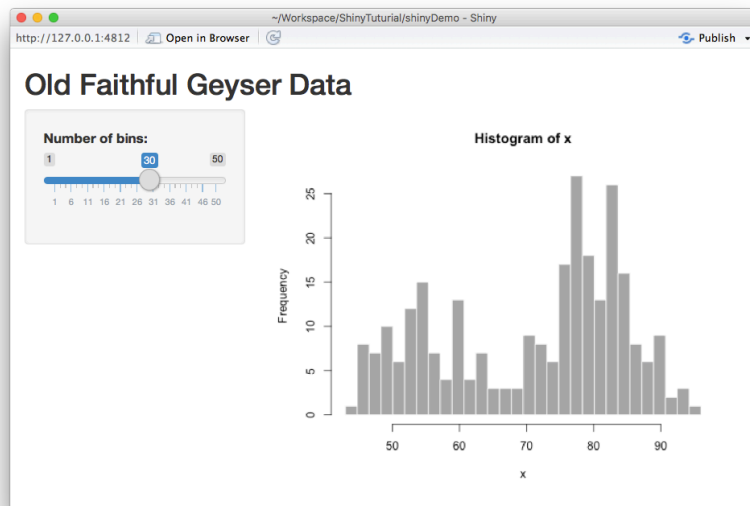 ~/Workspace/ShinyTuturial/shinyDemo - Shiny
http://127.0.0.1:4812 Open in Browser Publish
Old Faithful Geyser Data
Number of bins:
1 30 50
1 6 11 16 21 26 31 36 41 46 50
Histogram of x
Frequency
25
20
15
10
5
0
50 60 70 80 90
x